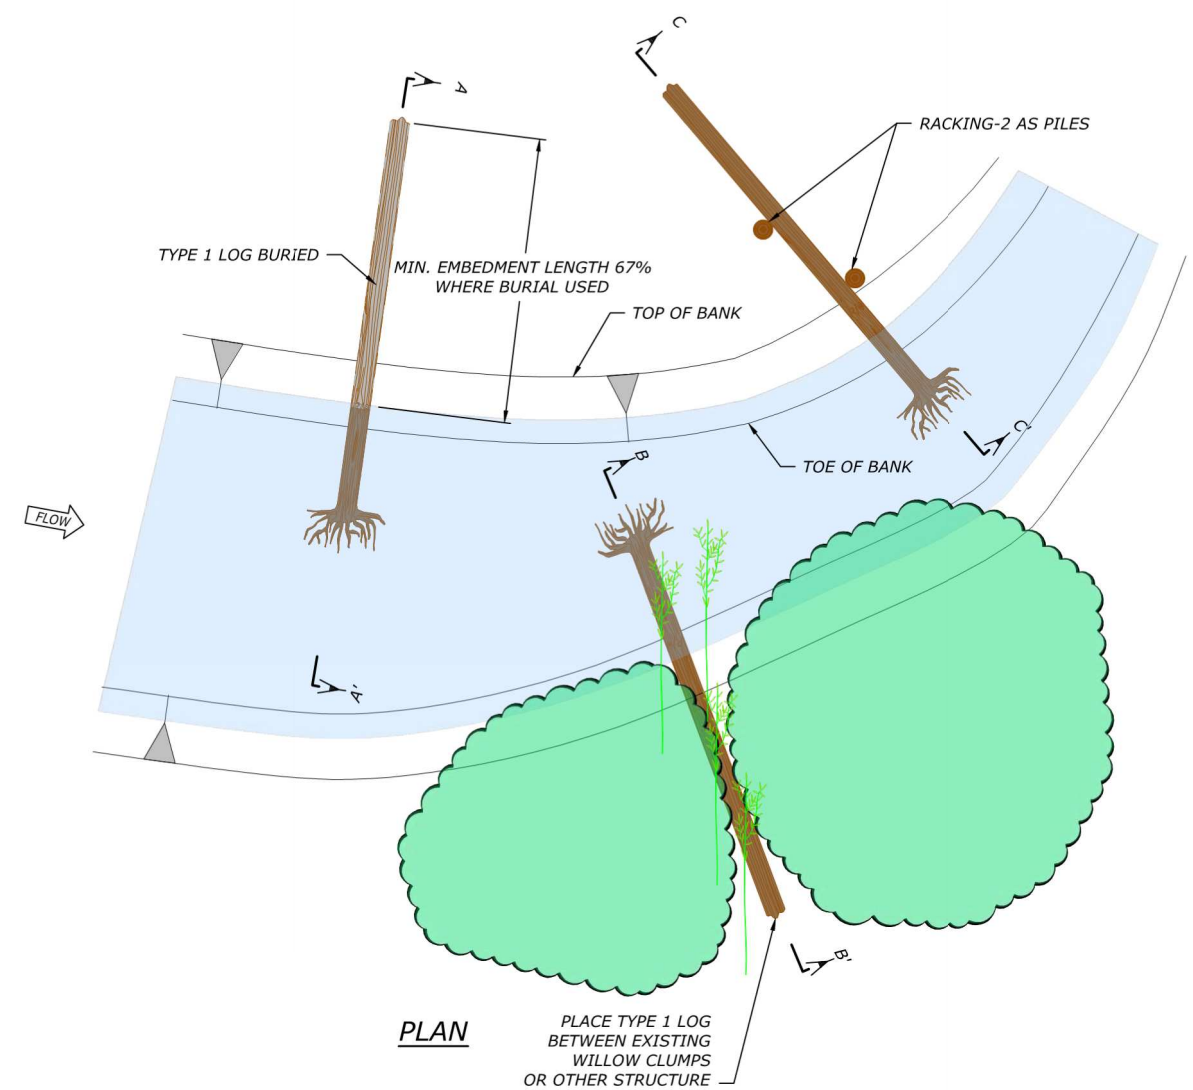 C
A
RACKING-2 AS PILES
TYPE 1 LOG BURIED
MIN. EMBEDMENT LENGTH 67%
WHERE BURIAL USED
TOP OF BANK
B
C'
TOE OF BANK
FLOW
A'
B'
PLAN
PLACE TYPE 1 LOG
BETWEEN EXISTING
WILLOW CLUMPS
OR OTHER STRUCTURE